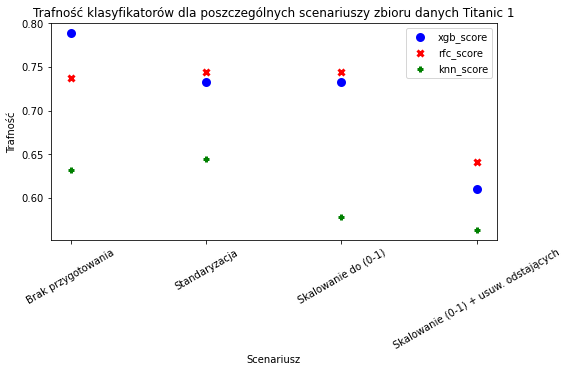 Trafność klasyfikatorów dla poszczególnych scenariuszy zbioru danych Titanic 1
xgb_score
rfc_score
knn_score
0.80
0.75
0.70
0.65
0.60
Trafność
Brak przygotowania
Standaryzacja
Skalowanie do (0-1)
Skalowanie (0-1) + usuw. odstających
Scenariusz